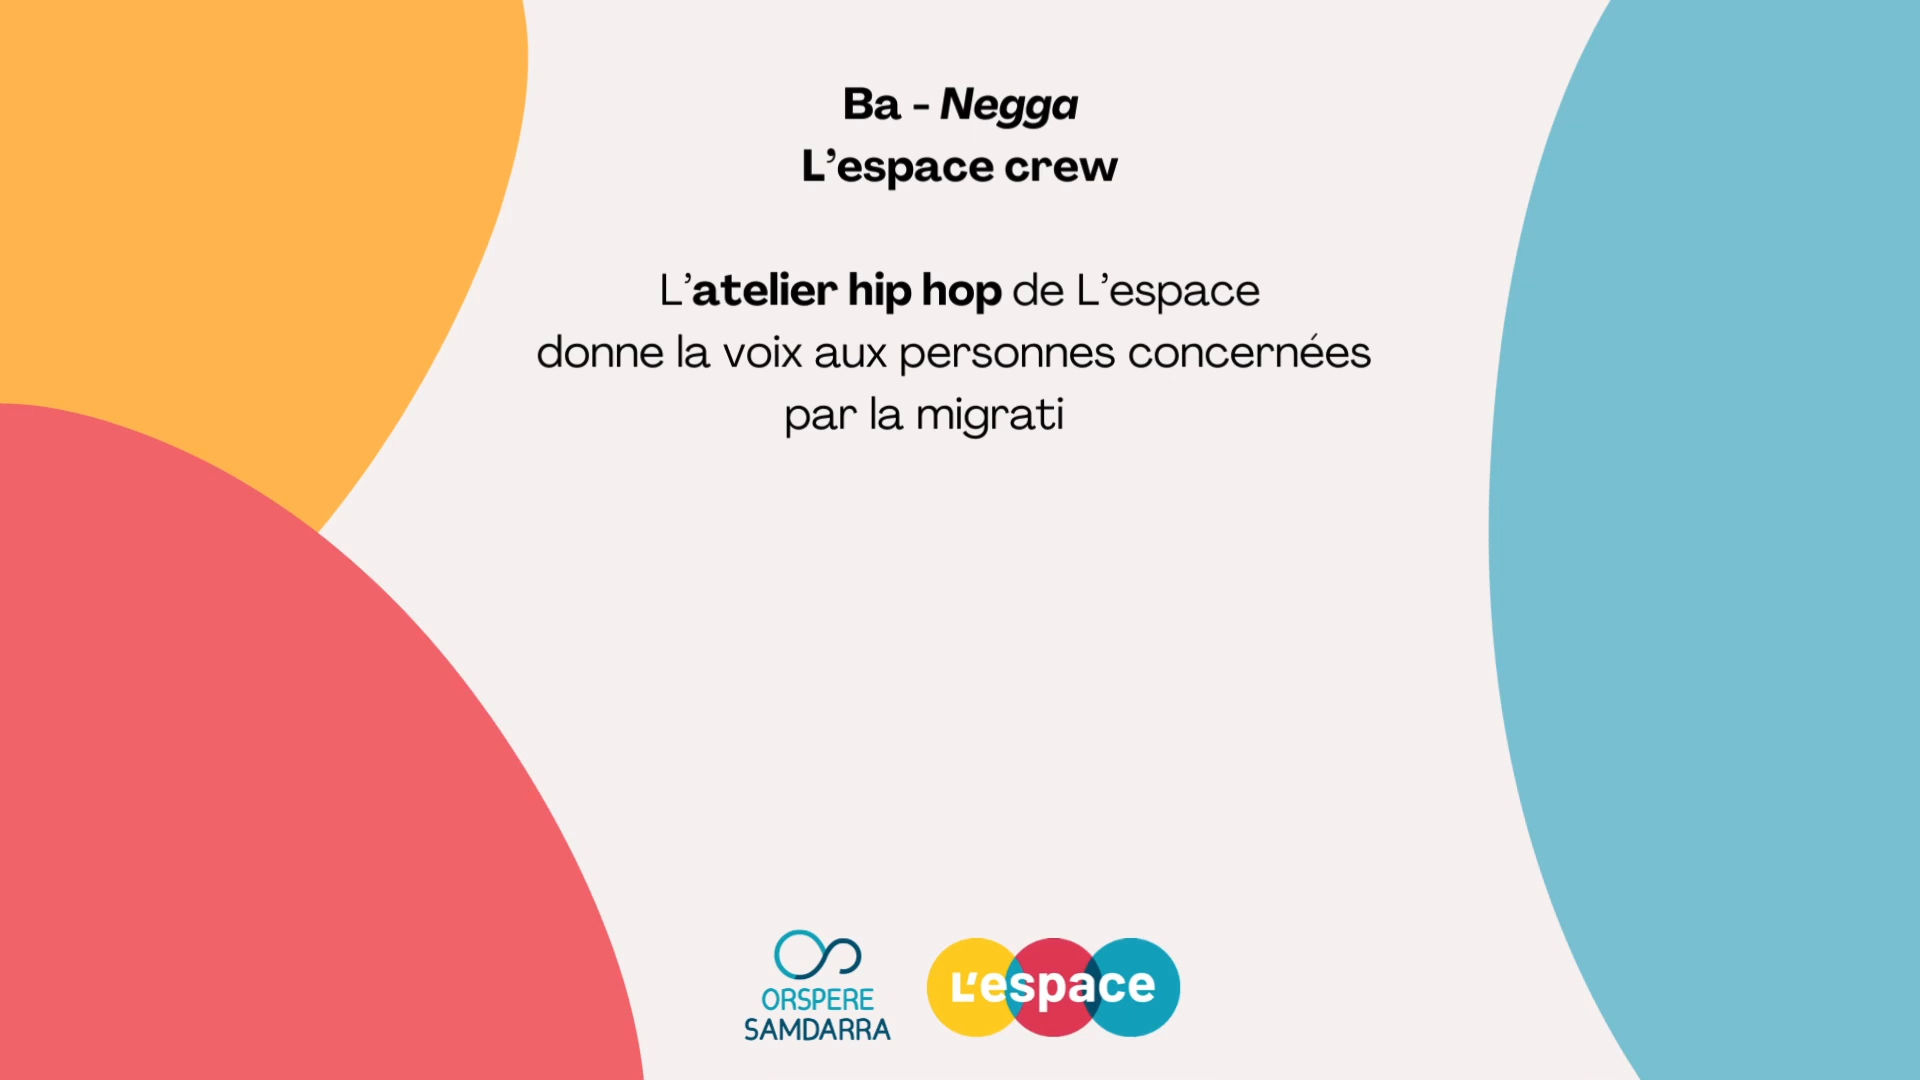 Ba - Negga
L’espace crew
L’atelier hip hop de L’espace
donne la voix aux personnes concernées
par la migrati
ORSPERE
SAMDARRA
L’espace